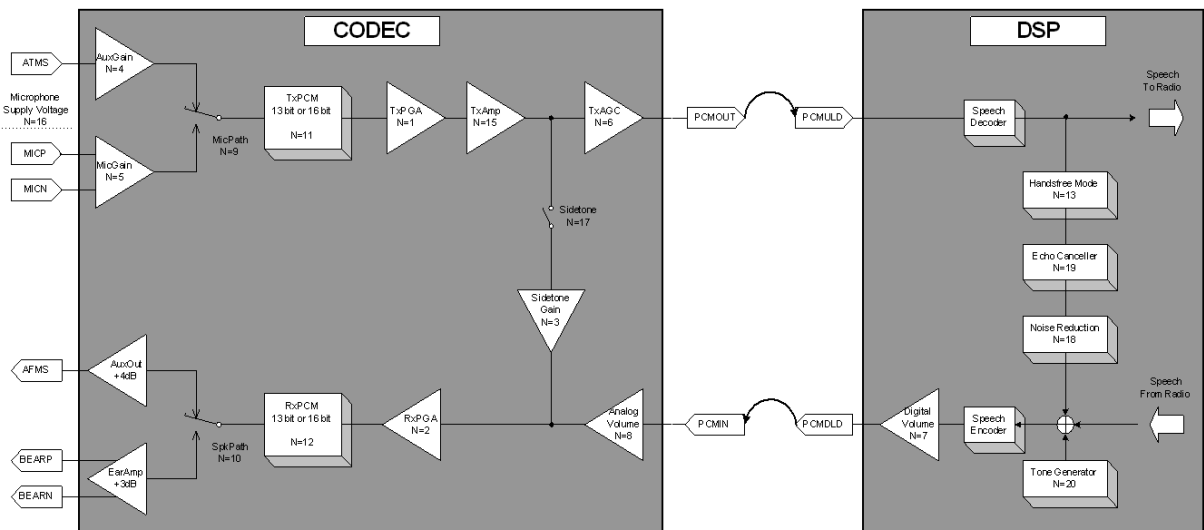 CODEC
DSP
ATMS
AuxGain
N=4
Microphone
Supply Voltage
N=16
MICP
MICN
MicGain
N=5
MicPath
N=9
TxPCM
13 bit or 16 bit
N=11
TxPGA
N=1
TxAmp
N=15
TxAGC
N=6
PCMOUT
PCMULD
Speech
Decoder
Speech
To Radio
Sidetone
N=17
Sidetone
Gain
N=3
Handsfree Mode
N=13
Echo Canceller
N=19
Noise Reduction
N=18
AFMS
AuxOut
+4dB
BEARP
BEARN
EarAmp
+3dB
SpkPath
N=10
RxPCM
13 bit or 16 bit
N=12
RxPGA
N=2
Analog
Volume
N=8
PCMIN
PCMDLD
Digital
Volume
N=7
Speech
Encoder
Speech
From Radio
Tone Generator
N=20